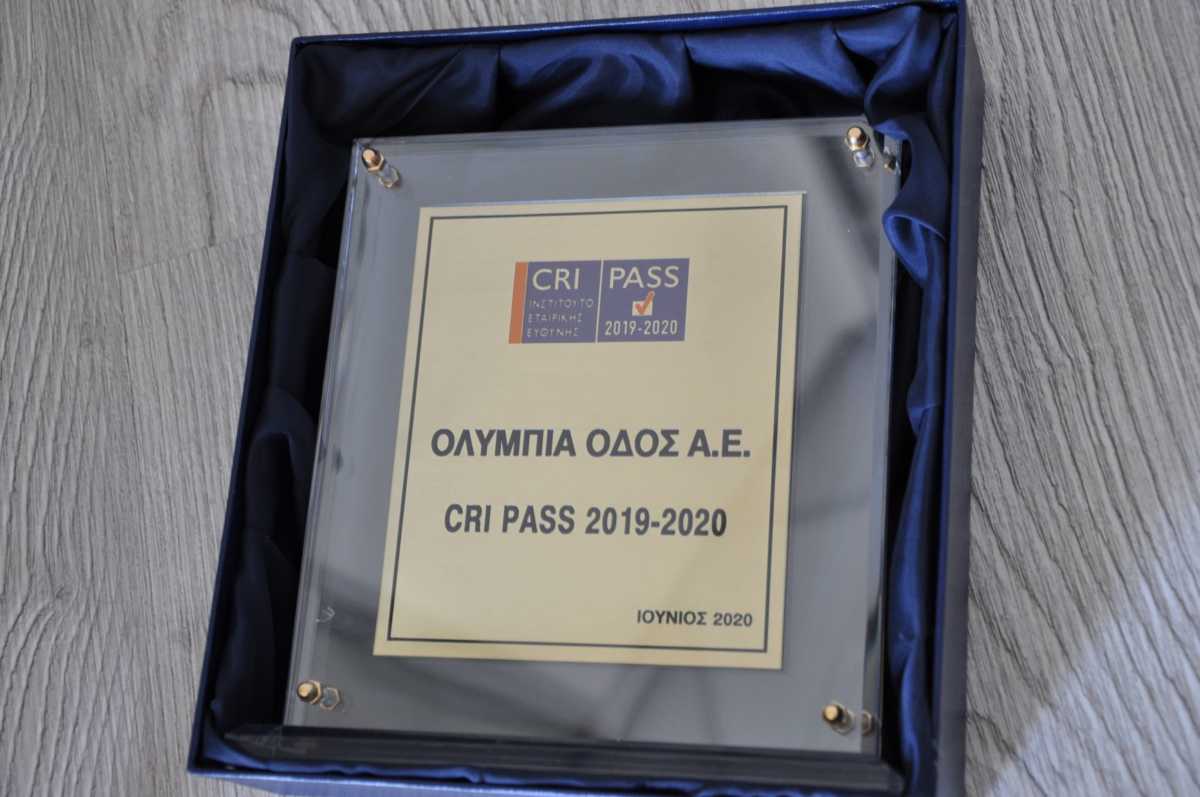 CRI
ΙΝΣΤΙΤΟΥΤΟ
ΕΤΑΙΡΙΚΗΣ
ΕΥΘΥΝΗΣ
PASS
2019-2020
ΟΛΥΜΠΙΑ ΟΔΟΣ Α.Ε.
CRI PASS 2019-2020
ΙΟΥΝΙΟΣ 2020